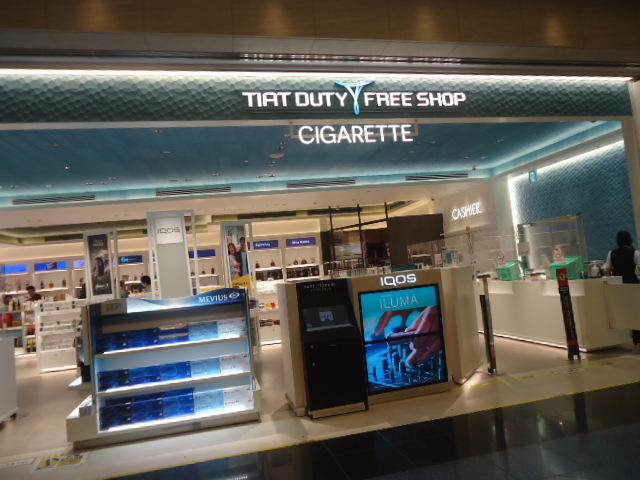 TIAT DUTY FREE SHOP
CIGARETTE
CASHIER
IQOS
IQOS
MEVIUS
ILUMA